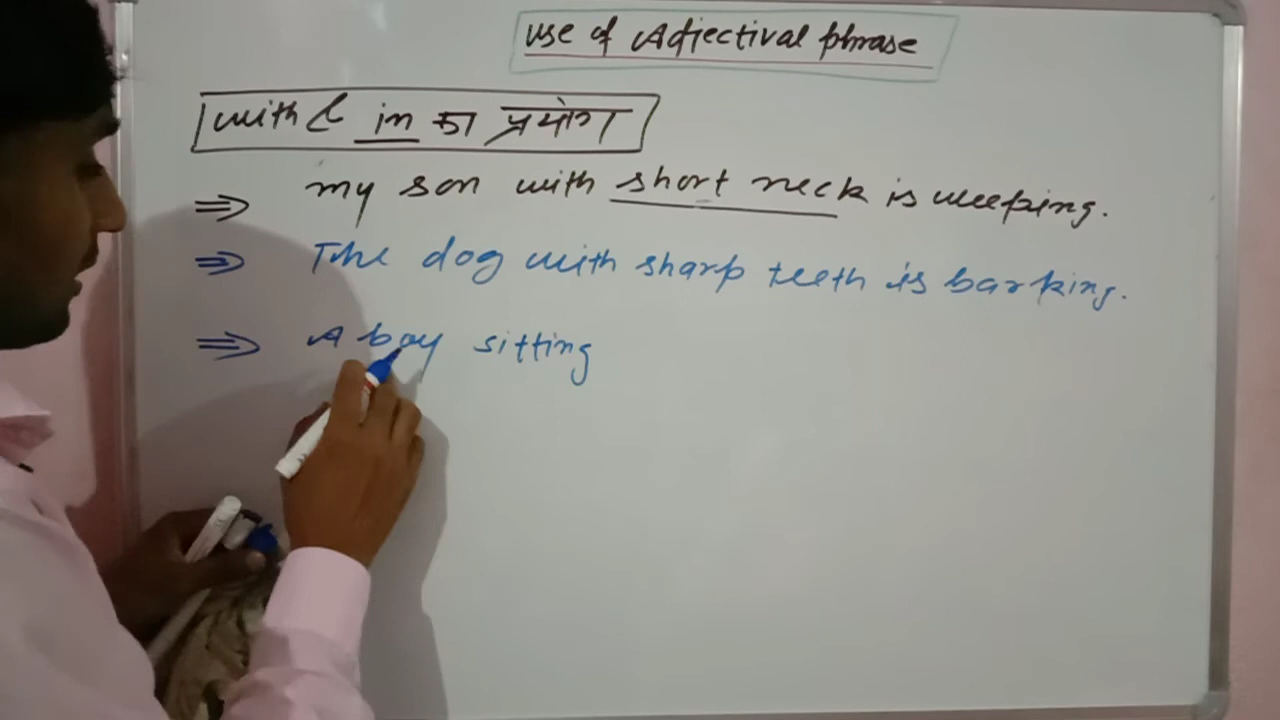 use of Adjectival phrase
with & in का प्रयोग
⇒ my son with short neck is weeping.
⇒ The dog with sharp teeth is barking.
⇒ A boy sitting